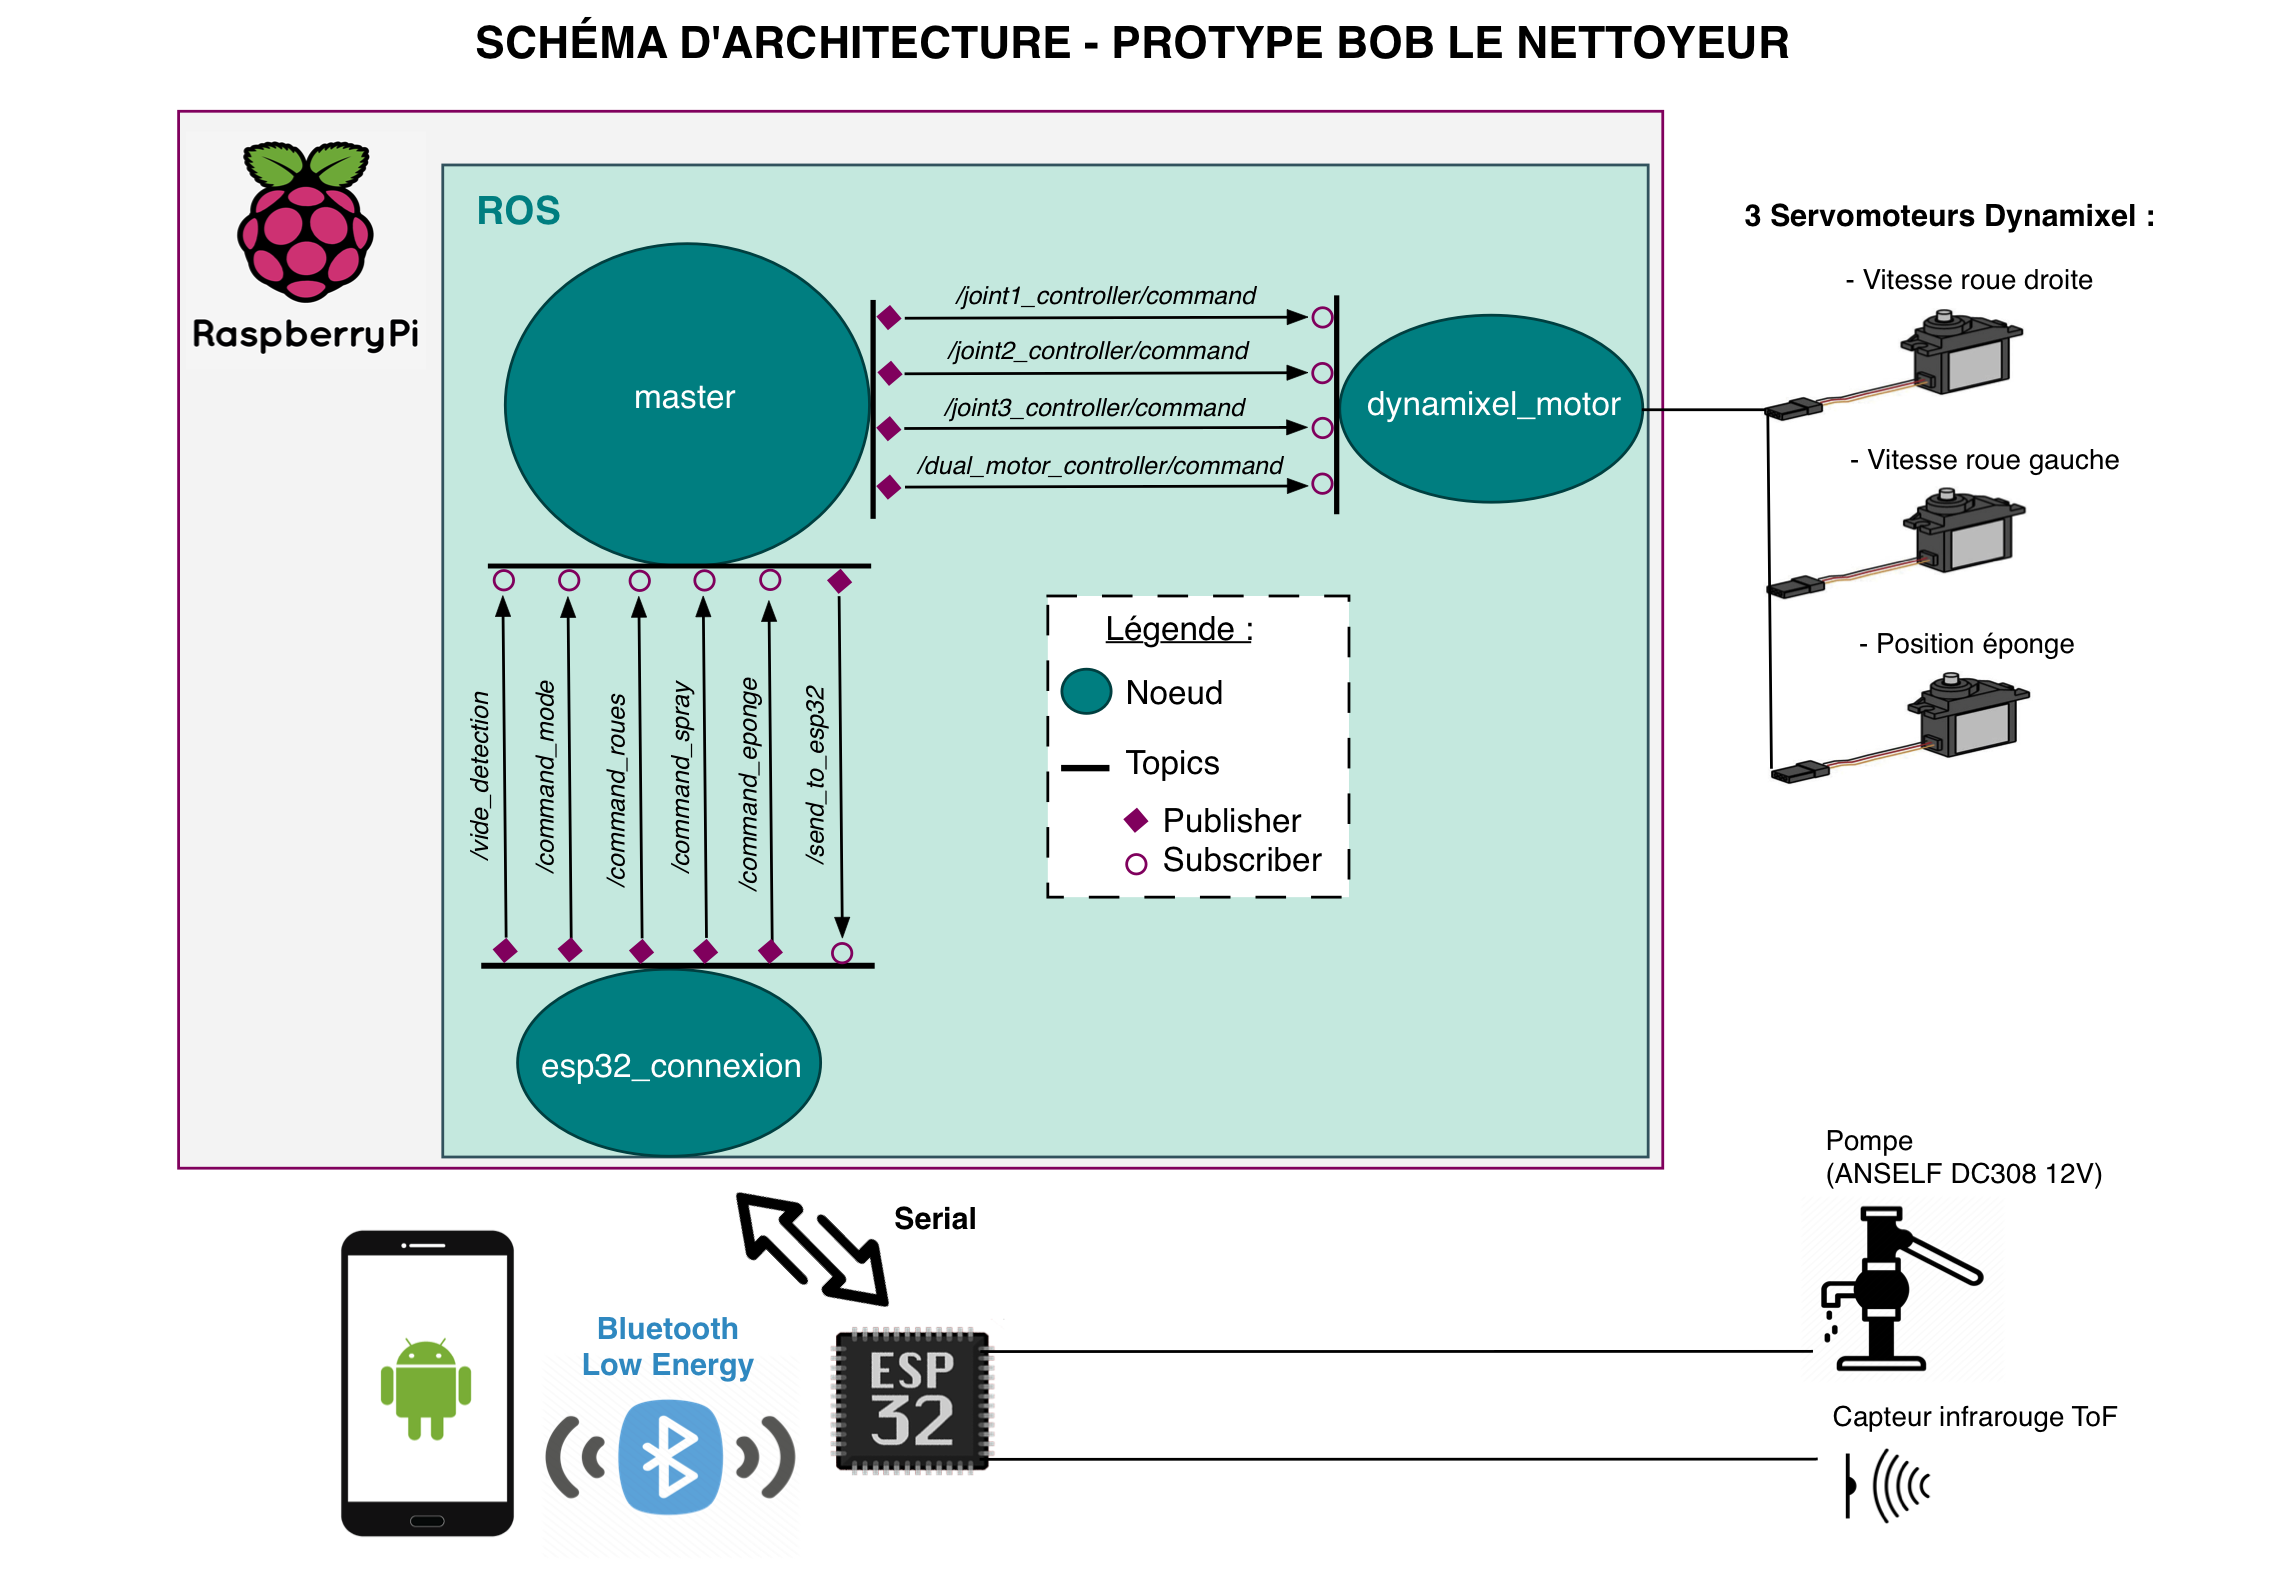 SCHÉMA D'ARCHITECTURE - PROTYPE BOB LE NETTOYEUR
RaspberryPi
ROS
master
/joint1_controller/command
/joint2_controller/command
/joint3_controller/command
/dual_motor_controller/command
dynamixel_motor
3 Servomoteurs Dynamixel :
- Vitesse roue droite
- Vitesse roue gauche
- Position éponge
/vide_detection
/command_mode
/command_roues
/command_spray
/command_eponge
/send_to_esp32
Légende :
Noeud
Topics
Publisher
Subscriber
esp32_connexion
Serial
Bluetooth
Low Energy
ESP
32
Pompe
(ANSELF DC308 12V)
Capteur infrarouge ToF